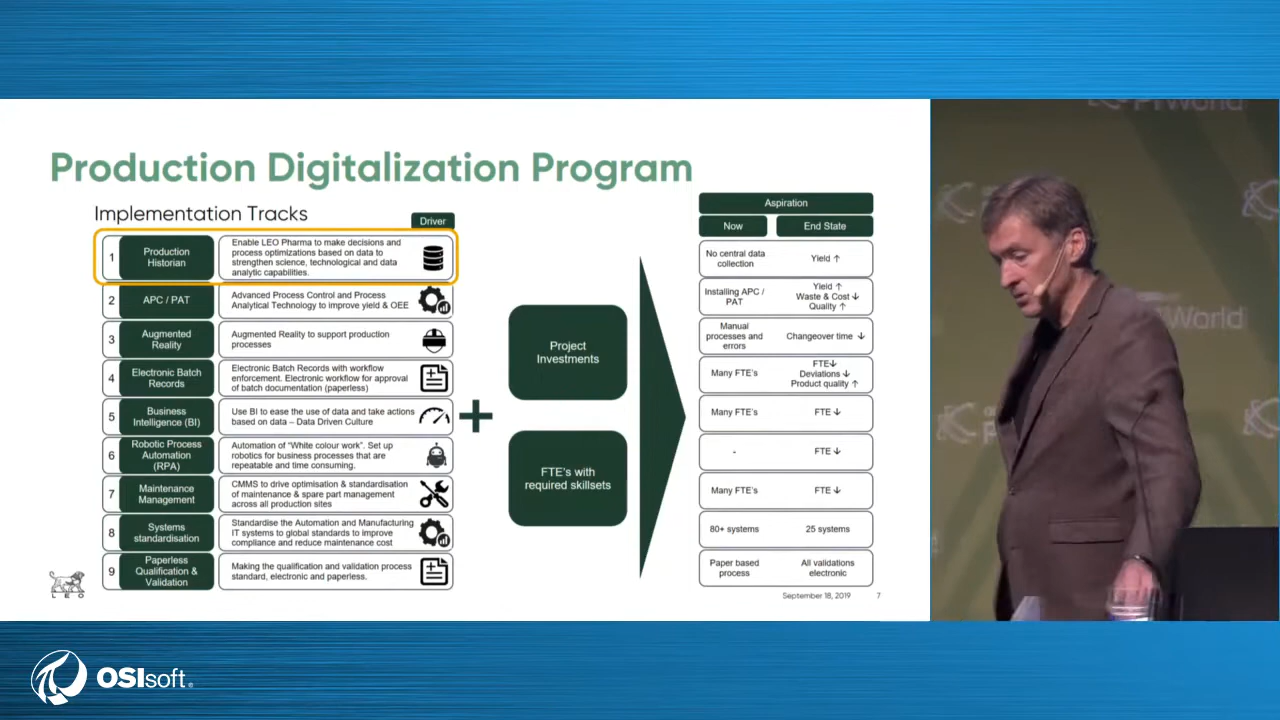 Production Digitalization Program
Implementation Tracks
Driver
1
Production
Historian
Enable LEO Pharma to make decisions and
process optimizations based on data to
strengthen science, technological and data
analytic capabilities.
2
APC / PAT
Advanced Process Control and Process
Analytical Technology to improve yield & OEE
3
Augmented
Reality
Augmented Reality to support production
processes
4
Electronic Batch
Records
Electronic Batch Records with workflow
enforcement. Electronic workflow for approval
of batch documentation (paperless)
5
Business
Intelligence (BI)
Use BI to ease the use of data and take actions
based on data – Data Driven Culture
6
Robotic Process
Automation
(RPA)
Automation of “White colour work”. Set up
robotics for business processes that are
repeatable and time consuming.
7
Maintenance
Management
CMMS to drive optimisation & standardisation
of maintenance & spare part management
across all production sites
8
Systems
standardisation
Standardise the Automation and Manufacturing
IT systems to global standards to improve
compliance and reduce maintenance cost
9
Paperless
Qualification &
Validation
Making the qualification and validation process
standard, electronic and paperless.
+
Project
Investments
FTE's with
required skillsets
Aspiration
Now
End State
No central data
collection
Yield ↑
Installing APC /
PAT
Yield ↑
Waste & Cost ↓
Quality ↑
Manual
processes and
errors
Changeover time ↓
Many FTE's
FTE↓
Deviations ↓
Product quality ↑
Many FTE's
FTE ↓
-
FTE ↓
Many FTE's
FTE ↓
80+ systems
25 systems
Paper based
process
All validations
electronic
LEO
September 18, 2019
7
PIWorld
World
OSIsoft.